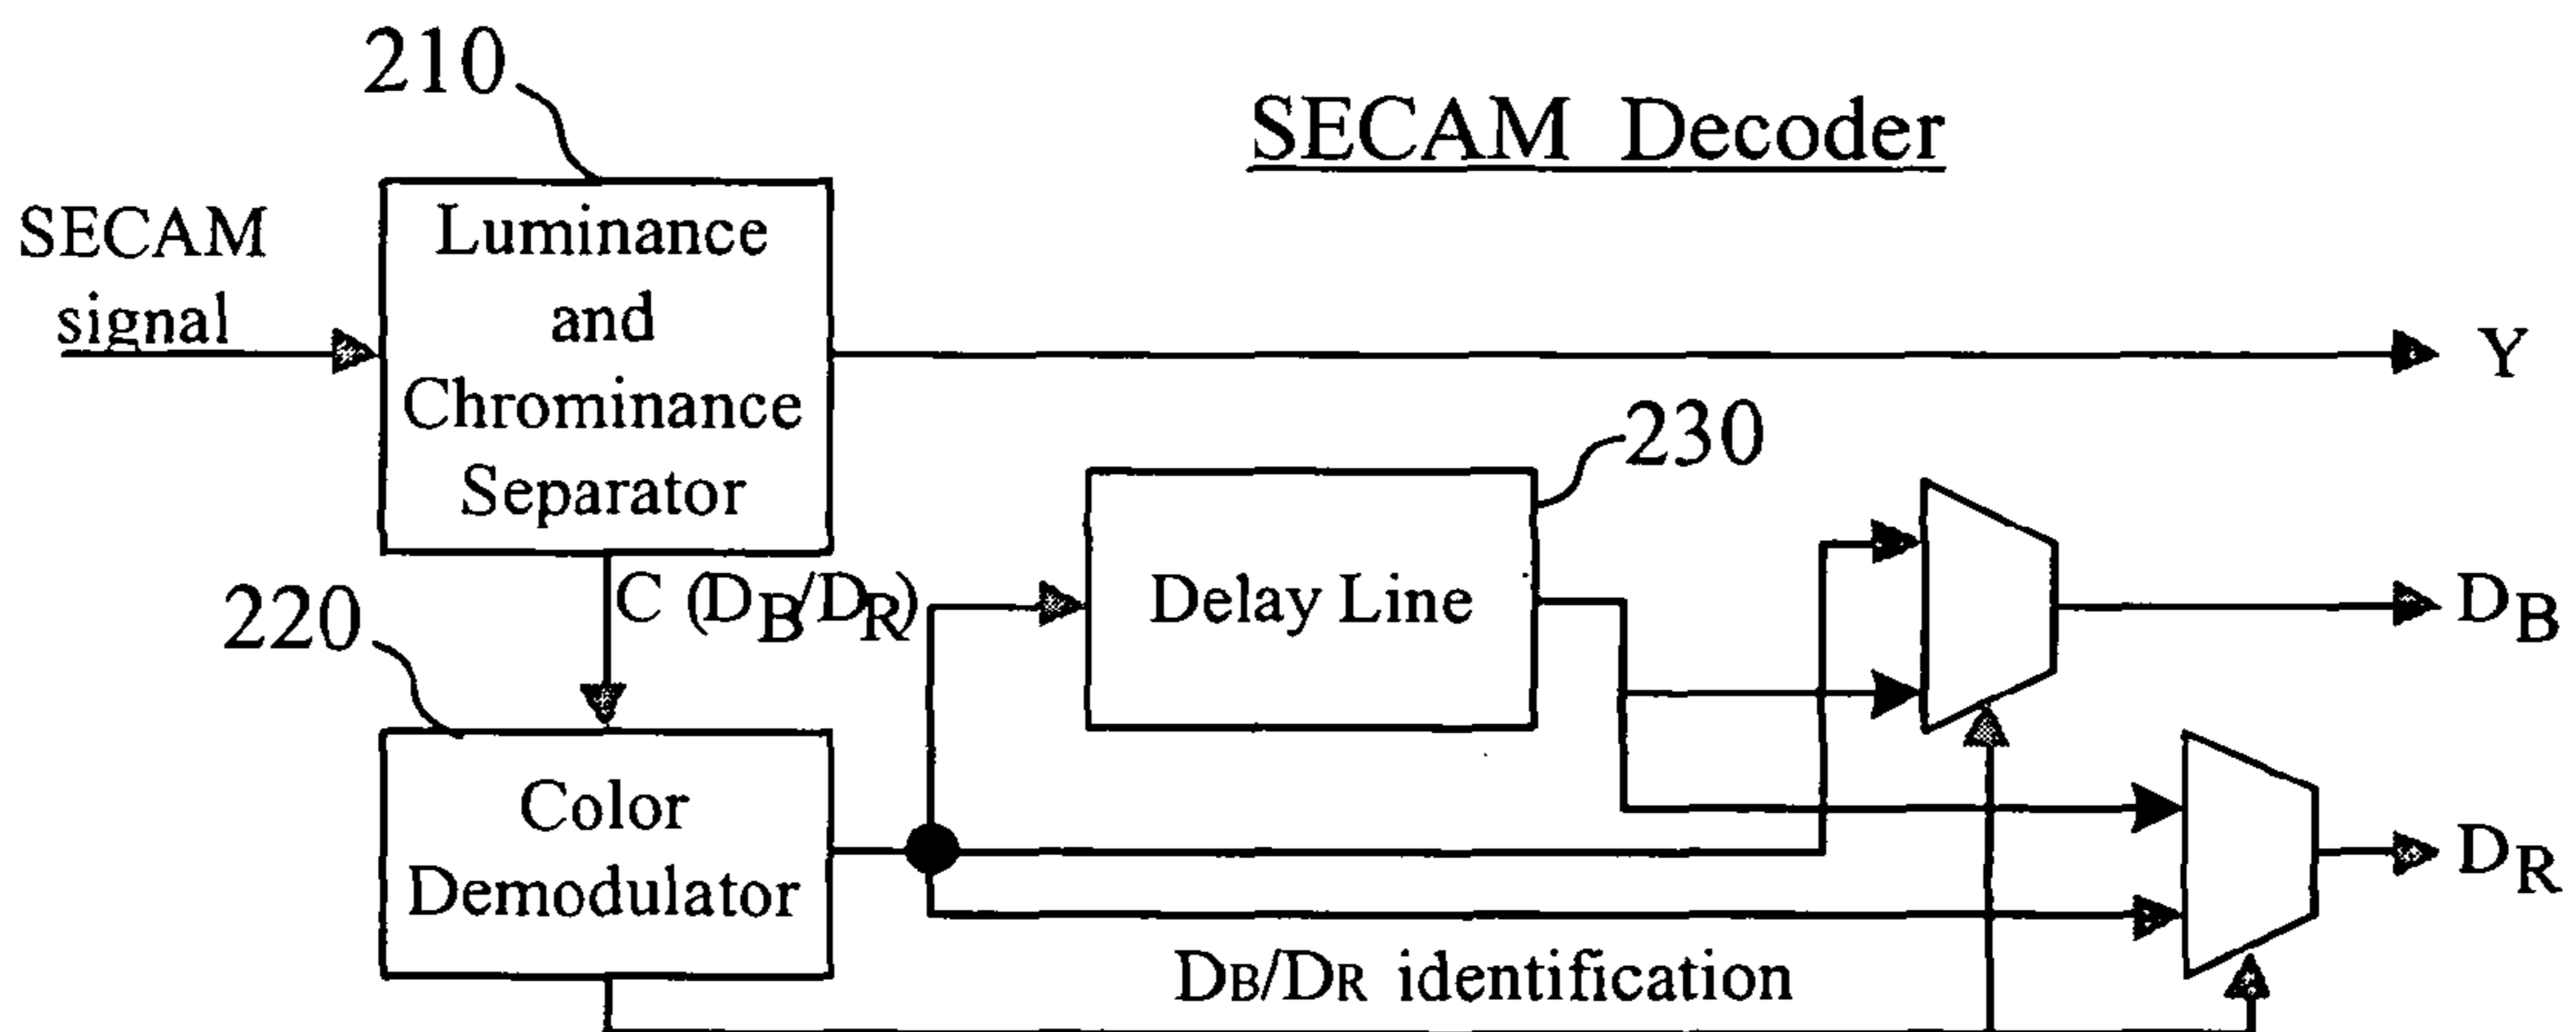 210
SECAM Decoder
SECAM
signal
Luminance
and
Chrominance
Separator
Y
230
C (DB/DR)
Delay Line
DB
220
Color
Demodulator
DR
DB/DR identification